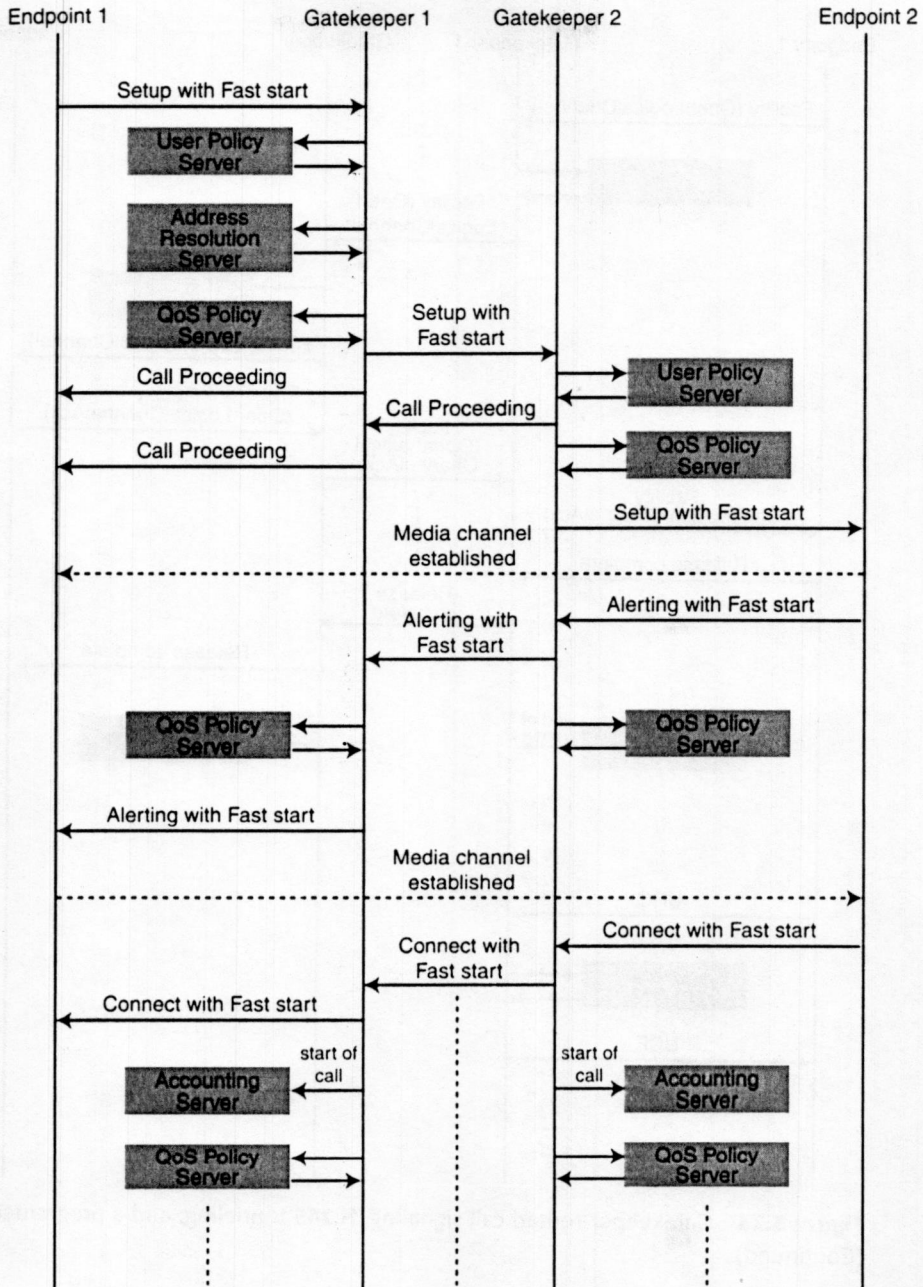 Endpoint 1
Gatekeeper 1
Gatekeeper 2
Endpoint 2
Setup with Fast start
User Policy
Server
Address
Resolution
Server
QoS Policy
Server
Setup with
Fast start
User Policy
Server
Call Proceeding
Call Proceeding
Call Proceeding
QoS Policy
Server
Setup with Fast start
Media channel
established
Alerting with Fast start
Alerting with
Fast start
QoS Policy
Server
QoS Policy
Server
Alerting with Fast start
Media channel
established
Connect with Fast start
Connect with
Fast start
Connect with Fast start
start of
call
start of
call
Accounting
Server
Accounting
Server
QoS Policy
Server
QoS Policy
Server